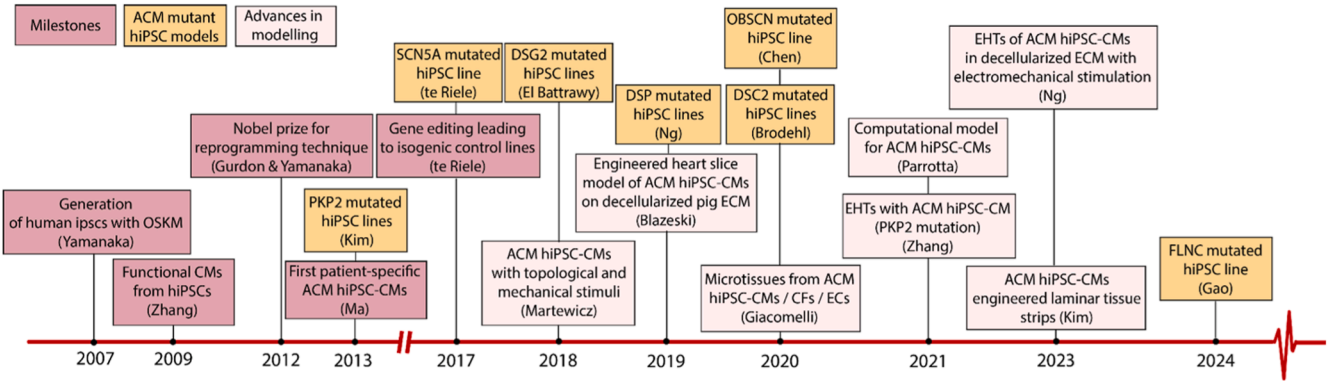 Milestones
ACM mutant
hiPSC models
Advances in
modelling
Generation
of human ipscs with OSKM
(Yamanaka)
Functional CMs
from hiPSCs
(Zhang)
Nobel prize for
reprogramming technique
(Gurdon & Yamanaka)
PKP2 mutated
hiPSC lines
(Kim)
First patient-specific
ACM hiPSC-CMs
(Ma)
SCN5A mutated
hiPSC line
(te Riele)
Gene editing leading
to isogenic control lines
(te Riele)
DSG2 mutated
hiPSC lines
(El Battrawy)
ACM hiPSC-CMs
with topological and
mechanical stimuli
(Martewicz)
DSP mutated
hiPSC lines
(Ng)
Engineered heart slice
model of ACM hiPSC-CMs
on decellularized pig ECM
(Blazeski)
OBSCN mutated
hiPSC line
(Chen)
DSC2 mutated
hiPSC lines
(Brodehl)
Microtissues from ACM
hiPSC-CMs / CFs / ECs
(Giacomelli)
Computational model
for ACM hiPSC-CMs
(Parrotta)
EHTs with ACM hiPSC-CM
(PKP2 mutation)
(Zhang)
EHTs of ACM hiPSC-CMs
in decellularized ECM with
electromechanical stimulation
(Ng)
ACM hiPSC-CMs
engineered laminar tissue
strips (Kim)
FLNC mutated
hiPSC line
(Gao)
2007 2009 2012 2013 2017 2018 2019 2020 2021 2023 2024